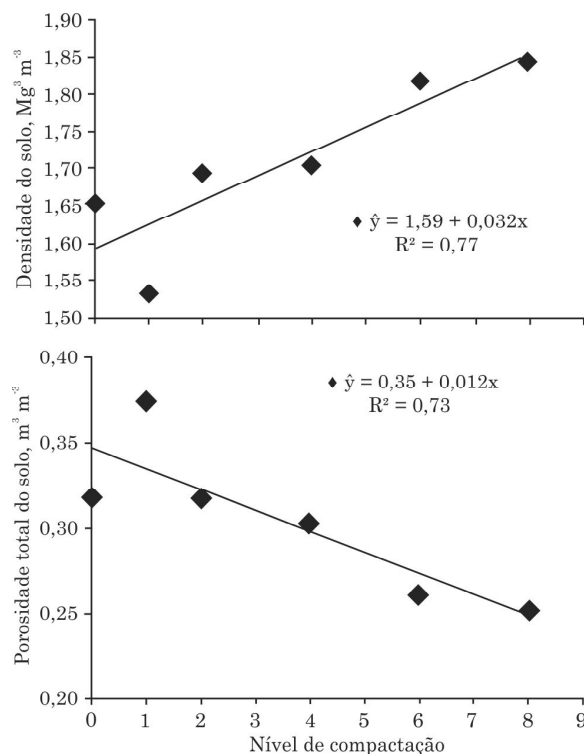 1,90
1,85
1,80
1,75
1,70
1,65
1,60
1,55
1,50
Densidade do solo, Mg³ m⁻³
ŷ = 1,59 + 0,032x
R² = 0,77
0,40
0,35
0,30
0,25
0,20
Porosidade total do solo, m³ m⁻³
ŷ = 0,35 + 0,012x
R² = 0,73
0 1 2 3 4 5 6 7 8 9
Nível de compactação